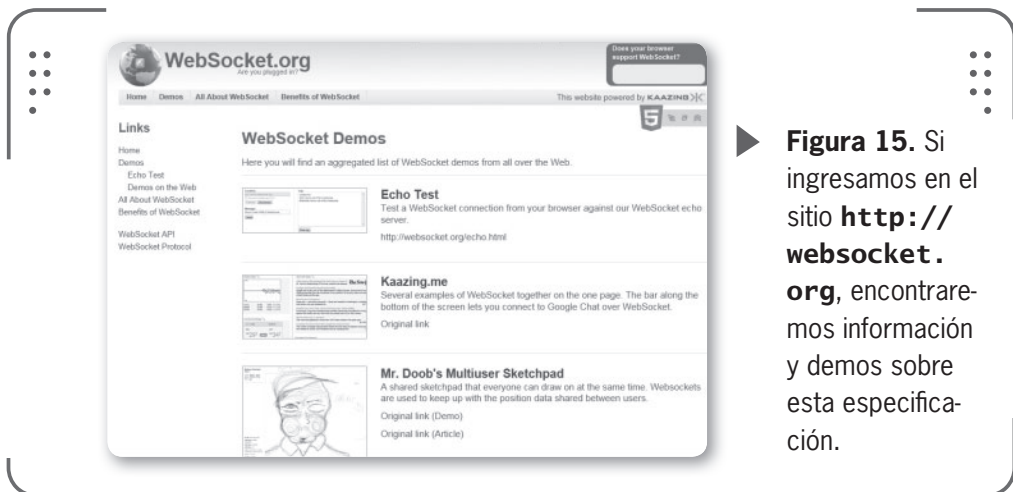 WebSocket.org
Are you plugged in?
Does your browser
support WebSocket?
Home Demos All About WebSocket Benefits of WebSocket
This website powered by KAAZING
Links
Home
Demos
Echo Test
Demos on the Web
All About WebSocket
Benefits of WebSocket
WebSocket API
WebSocket Protocol
WebSocket Demos
Here you will find an aggregated list of WebSocket demos from all over the Web.
Echo Test
Test a WebSocket connection from your browser against our WebSocket echo
server.
http://websocket.org/echo.html
Kaazing.me
Several examples of WebSocket together on the one page. The bar along the
bottom of the screen lets you connect to Google Chat over WebSocket.
Original link
Mr. Doob's Multiuser Sketchpad
A shared sketchpad that everyone can draw on at the same time. Websockets
are used to keep up with the position data shared between users.
Original link (Demo)
Original link (Article)
Figura 15. Si
ingresamos en el
sitio http://
websocket.
org, encontrare-
mos información
y demos sobre
esta especifica-
ción.